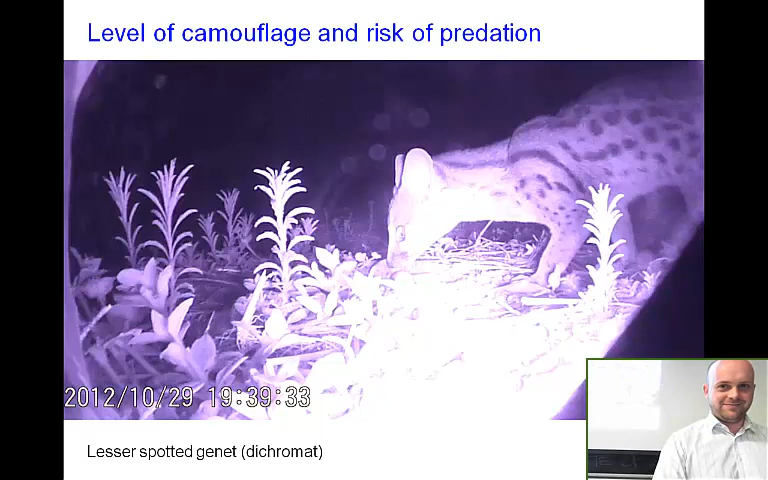 Level of camouflage and risk of predation
2012/10/29 19:39:33
Lesser spotted genet (dichromat)